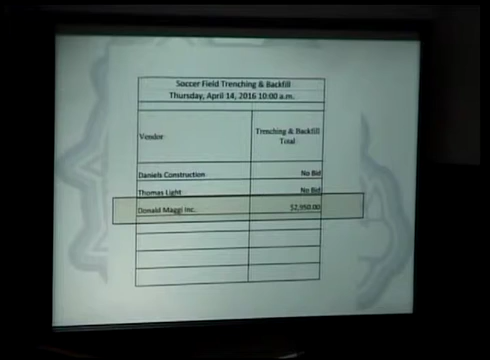 Soccer Field Trenching & Backfill
Thursday, April 14, 2016 10:00 a.m.
Vendor
Trenching & Backfill
Total
Daniels Construction
No Bid
Thomas Light
No Bid
Donald Maggi Inc.
$2,950.00